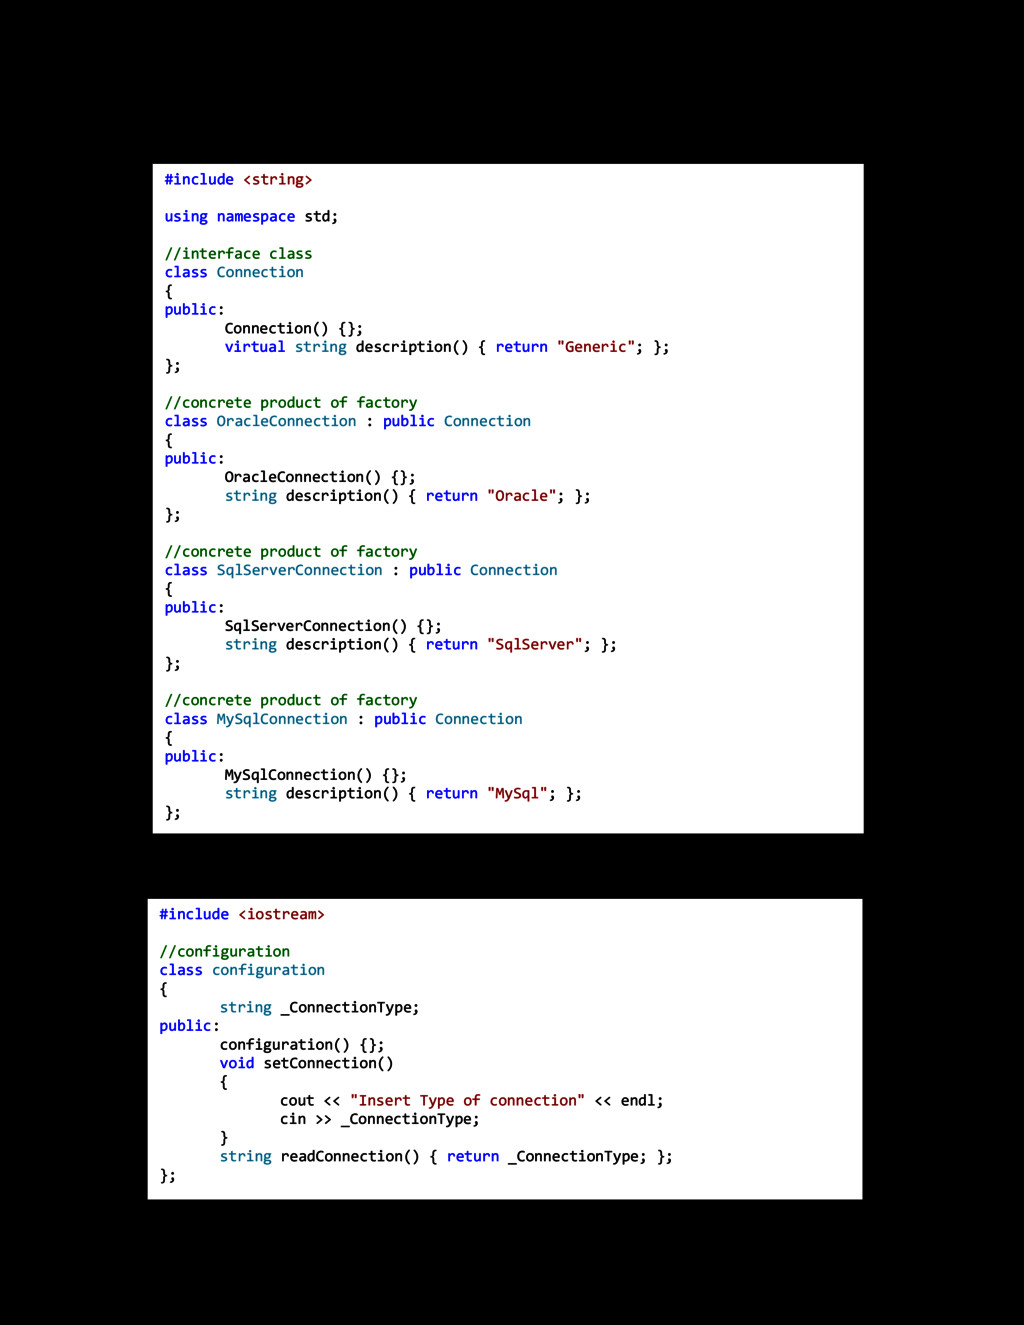 #include <string>
using namespace std;
//interface class
class Connection
{
public:
Connection() {};
virtual string description() { return "Generic"; };
};
//concrete product of factory
class OracleConnection : public Connection
{
public:
OracleConnection() {};
string description() { return "Oracle"; };
};
//concrete product of factory
class SqlServerConnection : public Connection
{
public:
SqlServerConnection() {};
string description() { return "SqlServer"; };
};
//concrete product of factory
class MySqlConnection : public Connection
{
public:
MySqlConnection() {};
string description() { return "MySql"; };
};
#include <iostream>
//configuration
class configuration
{
string _ConnectionType;
public:
configuration() {};
void setConnection()
{
cout << "Insert Type of connection" << endl;
cin >> _ConnectionType;
}
string readConnection() { return _ConnectionType; };
};